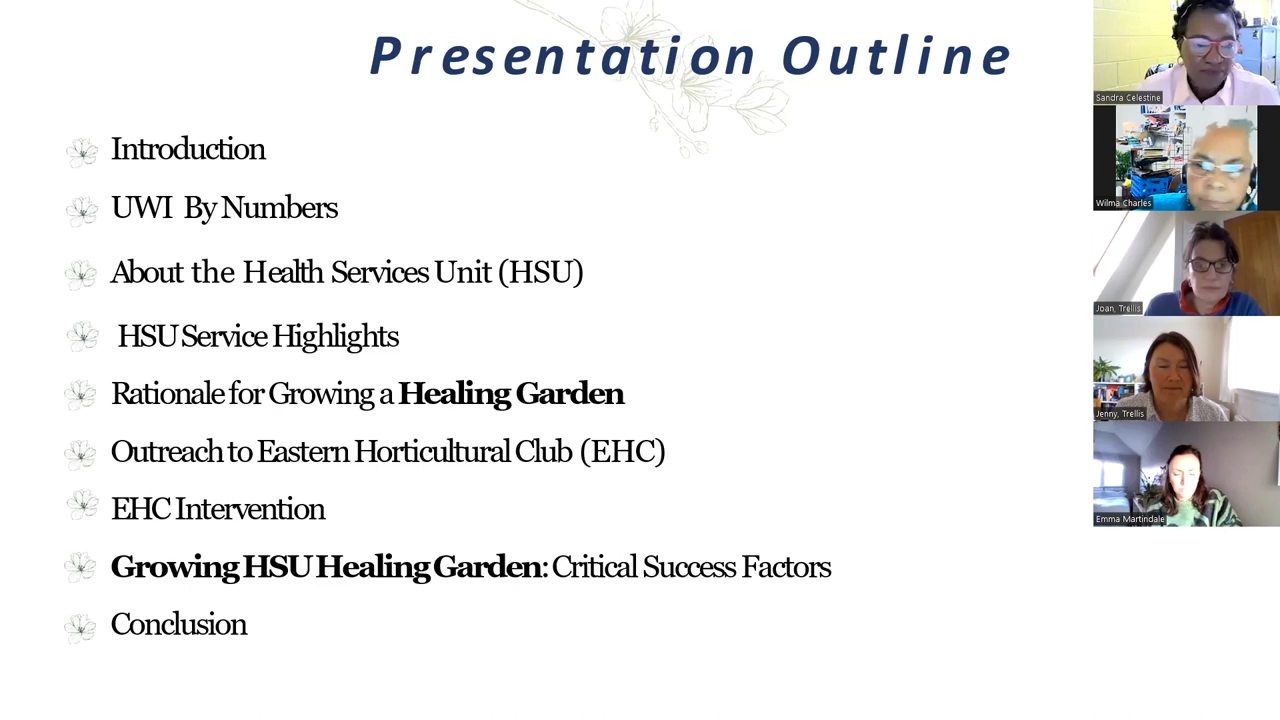 Presentation Outline
Introduction
UWI By Numbers
About the Health Services Unit (HSU)
HSU Service Highlights
Rationale for Growing a Healing Garden
Outreach to Eastern Horticultural Club (EHC)
EHC Intervention
Growing HSU Healing Garden: Critical Success Factors
Conclusion
Sandra Celestine
Wilma Charles
Joan, Trellis
Jenny, Trellis
Emma Martindale